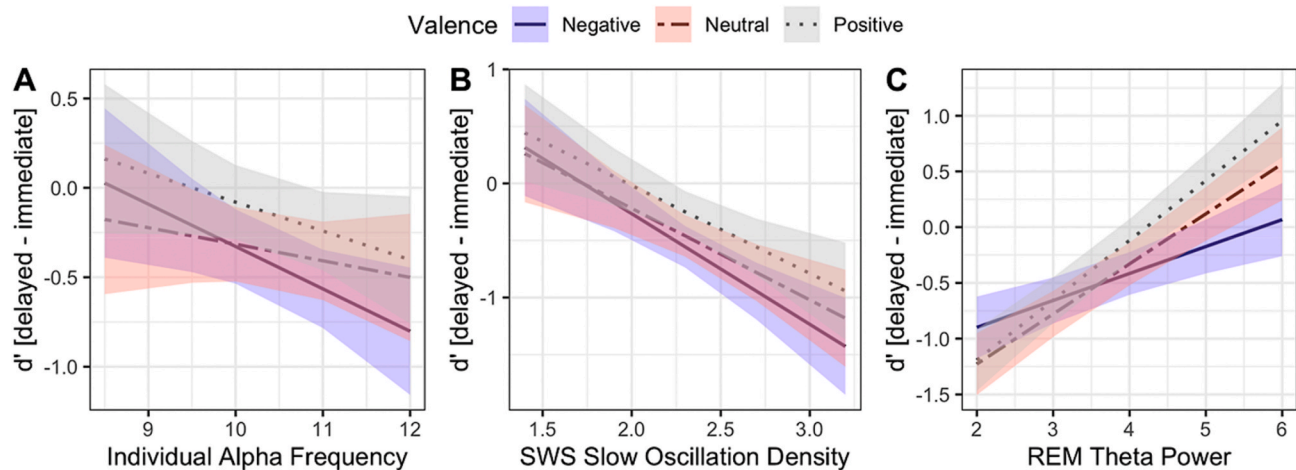 Valence Negative Neutral Positive
A
0.5
0.0
-0.5
-1.0
d' [delayed - immediate]
9 10 11 12
Individual Alpha Frequency
B
1
0
-1
d' [delayed - immediate]
1.5 2.0 2.5 3.0
SWS Slow Oscillation Density
C
1.0
0.5
0.0
-0.5
-1.0
-1.5
d' [delayed - immediate]
2 3 4 5 6
REM Theta Power